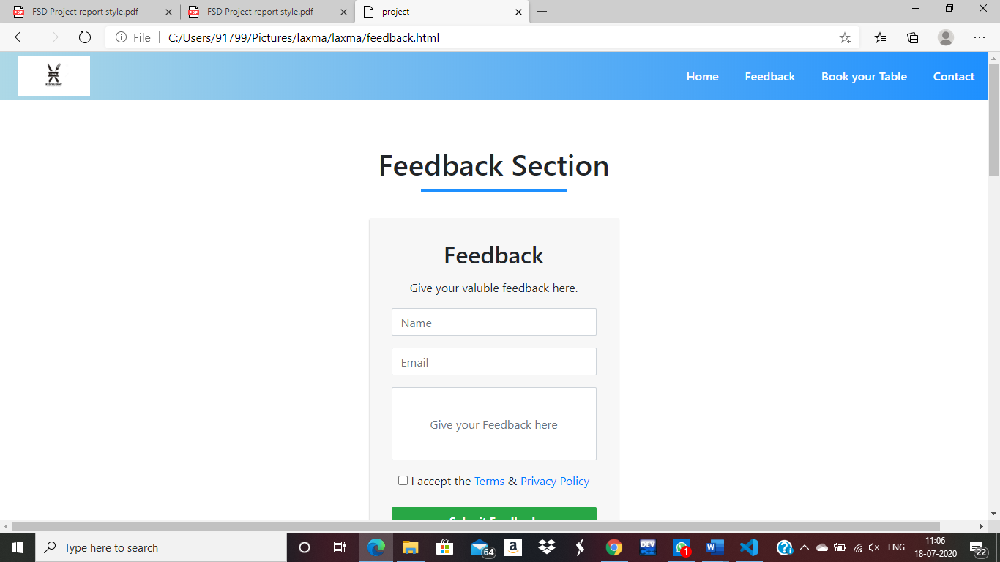 FSD Project report style.pdf
FSD Project report style.pdf
project
File
C:/Users/91799/Pictures/laxma/laxma/feedback.html
RESTAURANT
Home
Feedback
Book your Table
Contact
Feedback Section
Feedback
Give your valuble feedback here.
Name
Email
Give your Feedback here
I accept the Terms & Privacy Policy
Submit Feedback
Type here to search
64
a
DEV
1
W
ENG
11:06
18-07-2020
22